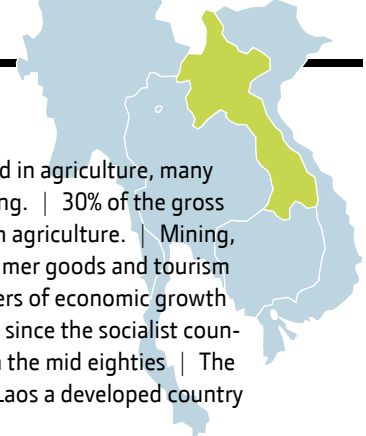 d in agriculture, many
ng. | 30% of the gross
n agriculture. | Mining,
mer goods and tourism
ers of economic growth
since the socialist coun-
n the mid eighties | The
Laos a developed country